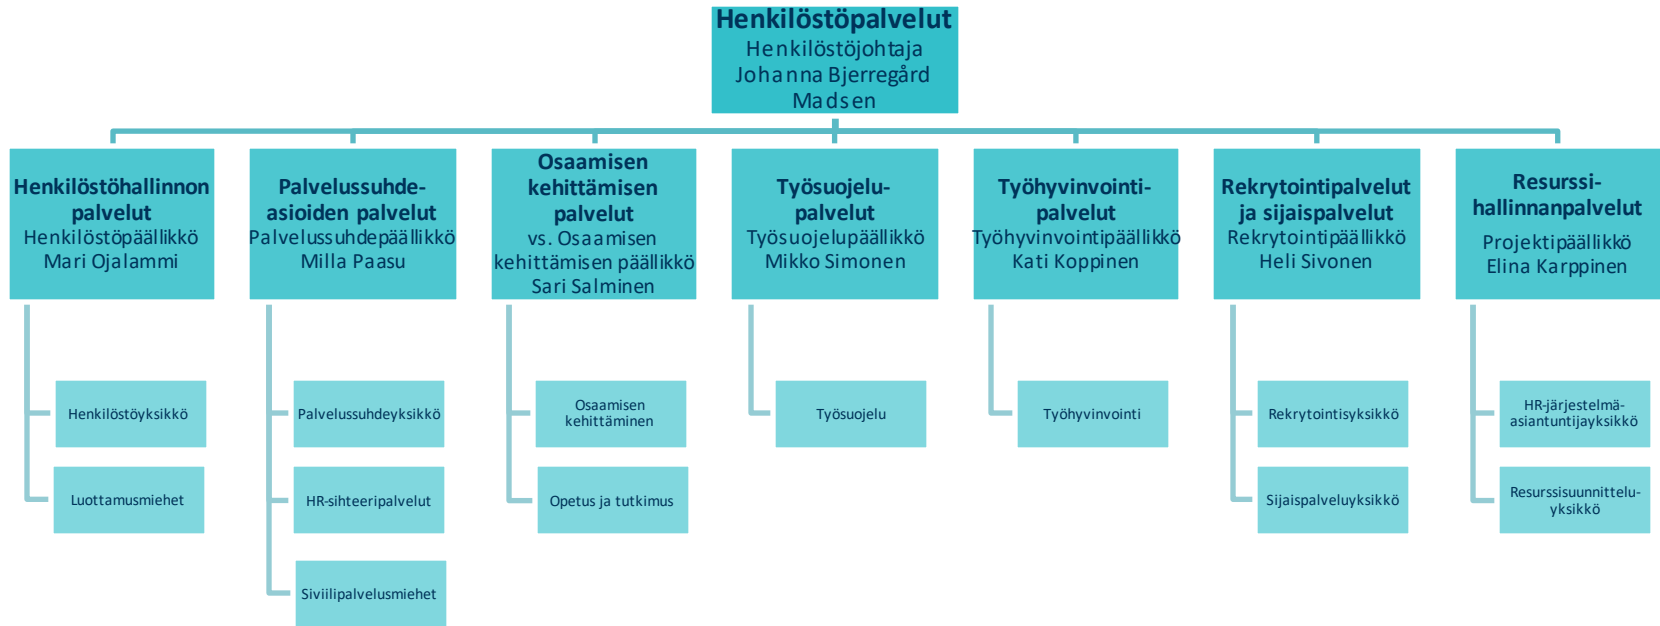 Henkilöstöpalvelut
Henkilöstöjohtaja
Johanna Bjerregård
Madsen
Henkilöstöhallinnon
palvelut
Henkilöstöpäällikkö
Mari Ojalammi
Palvelussuhde-
asioiden palvelut
Palvelussuhdepäällikkö
Milla Paasu
Osaamisen
kehittämisen
palvelut
vs. Osaamisen
kehittämisen päällikkö
Sari Salminen
Työsuojelu-
palvelut
Työsuojelupäällikkö
Mikko Simonen
Työhyvinvointi-
palvelut
Työhyvinvointipäällikkö
Kati Koppinen
Rekrytointipalvelut
ja sijaispalvelut
Rekrytointipäällikkö
Heli Sivonen
Resurssi-
hallinnanpalvelut
Projektipäällikkö
Elina Karppinen
Henkilöstöyksikkö
Luottamusmiehet
Palvelussuhdeyksikkö
HR-sihteeripalvelut
Siviilipalvelusmiehet
Osaamisen
kehittäminen
Opetus ja tutkimus
Työsuojelu
Työhyvinvointi
Rekrytointisyksikkö
Sijaispalveluyksikkö
HR-järjestelmä-
asiantuntijayksikkö
Resurssisuunnittelu-
yksikkö